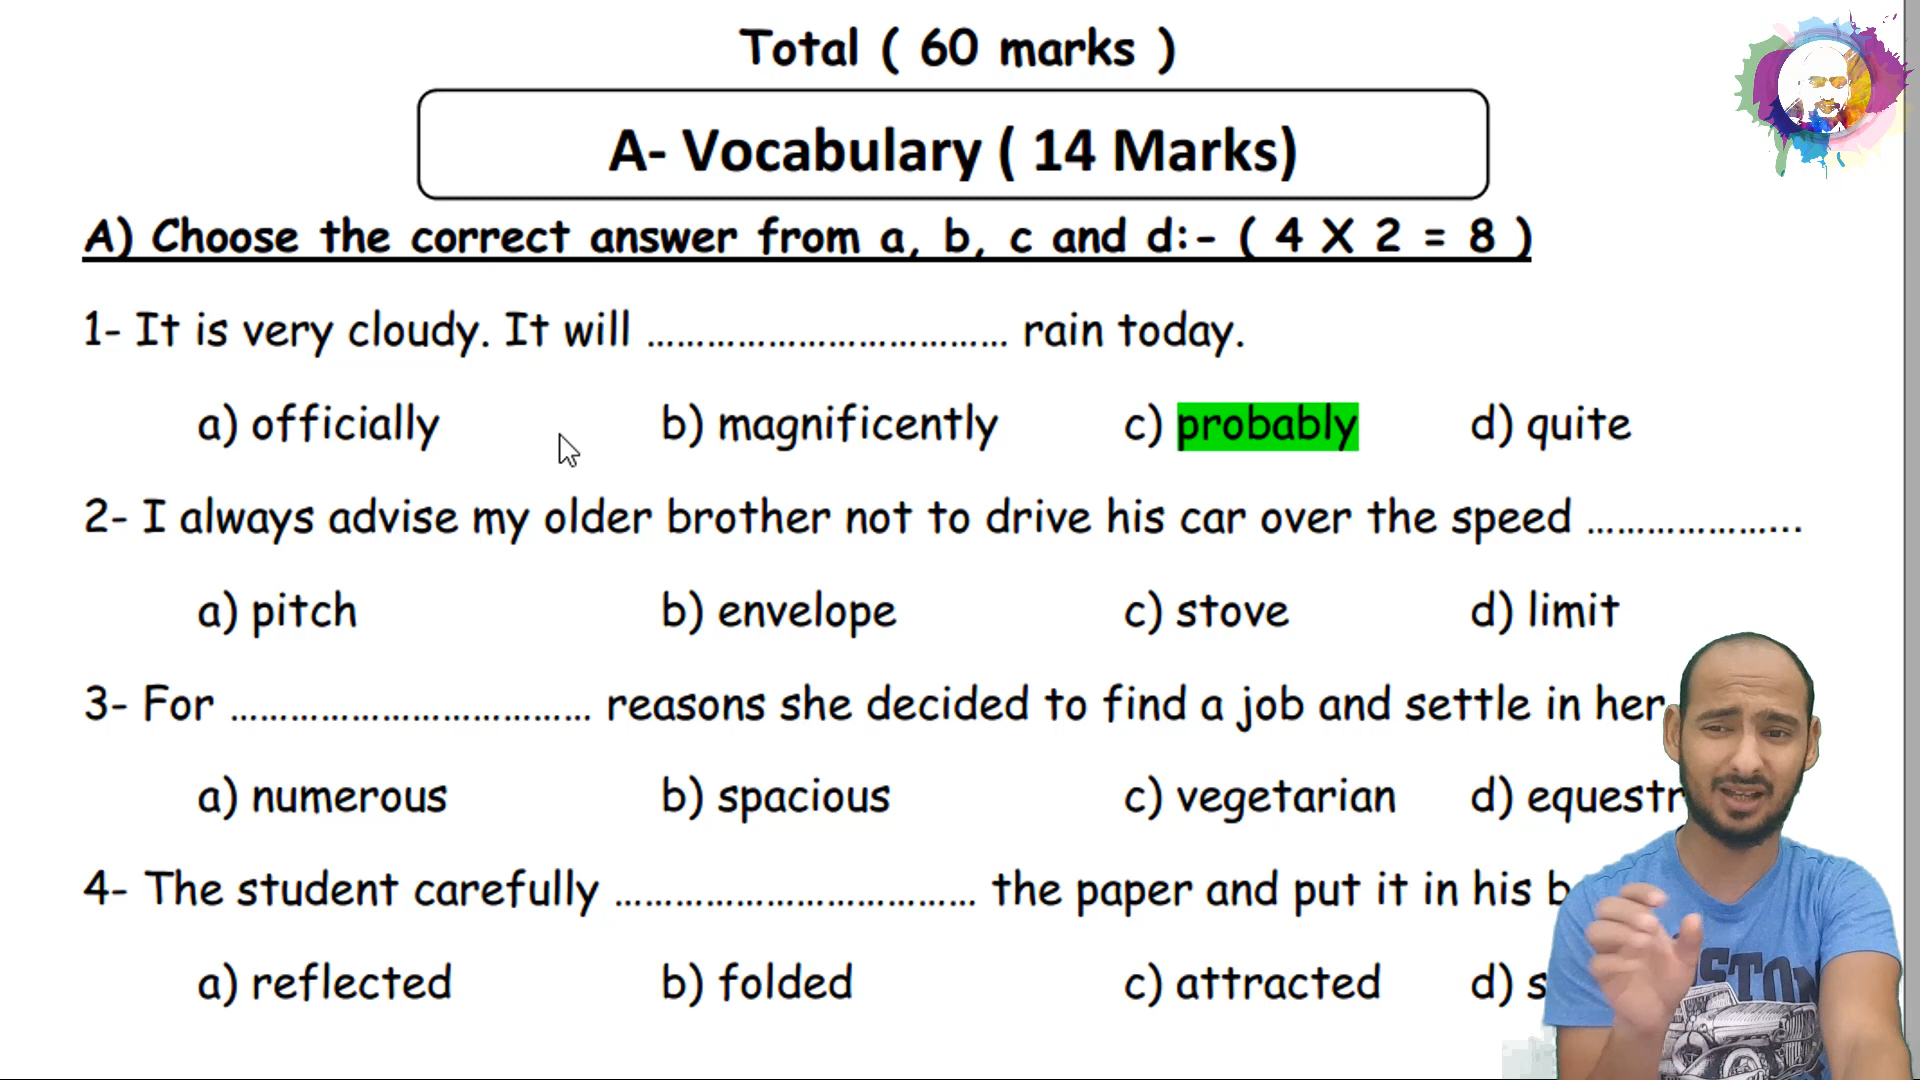 Total ( 60 marks )
A- Vocabulary ( 14 Marks)
A) Choose the correct answer from a, b, c and d:- ( 4 X 2 = 8 )
1- It is very cloudy. It will ................................... rain today.
a) officially b) magnificently c) probably d) quite
2- I always advise my older brother not to drive his car over the speed .....................
a) pitch b) envelope c) stove d) limit
3- For ................................... reasons she decided to find a job and settle in her
a) numerous b) spacious c) vegetarian d)
4- The student carefully ................................... the paper and put it in his
a) reflected b) folded c) attracted d)